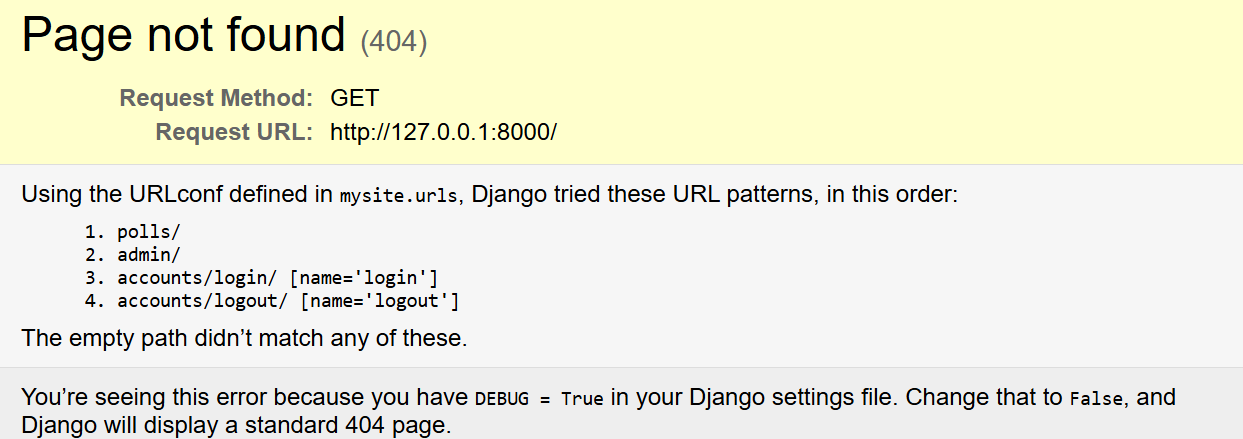 Page not found (404)
Request Method: GET
Request URL: http://127.0.0.1:8000/
Using the URLconf defined in mysite.urls, Django tried these URL patterns, in this order:
1. polls/
2. admin/
3. accounts/login/ [name='login']
4. accounts/logout/ [name='logout']
The empty path didn’t match any of these.
You’re seeing this error because you have DEBUG = True in your Django settings file. Change that to False, and
Django will display a standard 404 page.